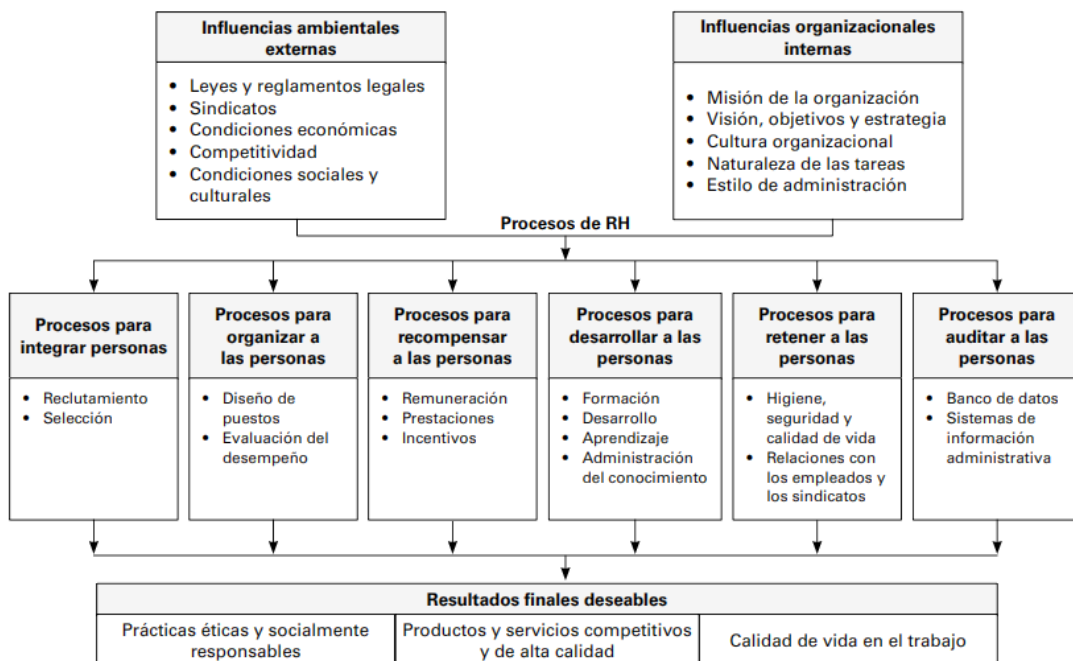 Influencias ambientales
externas
• Leyes y reglamentos legales
• Sindicatos
• Condiciones económicas
• Competitividad
• Condiciones sociales y
culturales
Influencias organizacionales
internas
• Misión de la organización
• Visión, objetivos y estrategia
• Cultura organizacional
• Naturaleza de las tareas
• Estilo de administración
Procesos de RH
Procesos para
integrar personas
• Reclutamiento
• Selección
Procesos para
organizar a
las personas
• Diseño de
puestos
• Evaluación del
desempeño
Procesos para
recompensar
a las personas
• Remuneración
• Prestaciones
• Incentivos
Procesos para
desarrollar a las
personas
• Formación
• Desarrollo
• Aprendizaje
• Administración
del conocimiento
Procesos para
retener a las
personas
• Higiene,
seguridad y
calidad de vida
• Relaciones con
los empleados y
los sindicatos
Procesos para
auditar a las
personas
• Banco de datos
• Sistemas de
información
administrativa
Resultados finales deseables
Prácticas éticas y socialmente
responsables
Productos y servicios competitivos
y de alta calidad
Calidad de vida en el trabajo